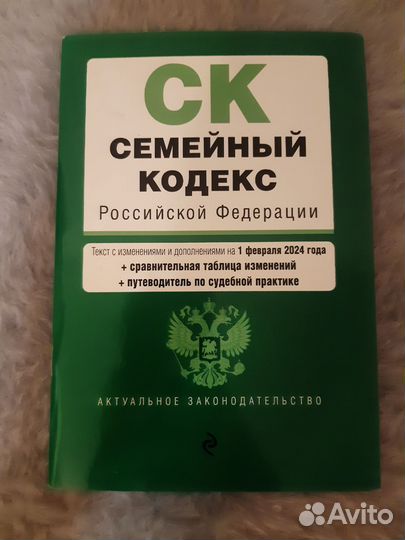 СК
СЕМЕЙНЫЙ
КОДЕКС
Российской Федерации
Текст с изменениями и дополнениями на 1 февраля 2024 года
+ сравнительная таблица изменений
+ путеводитель по судебной практике
АКТУАЛЬНОЕ ЗАКОНОДАТЕЛЬСТВО
Avito